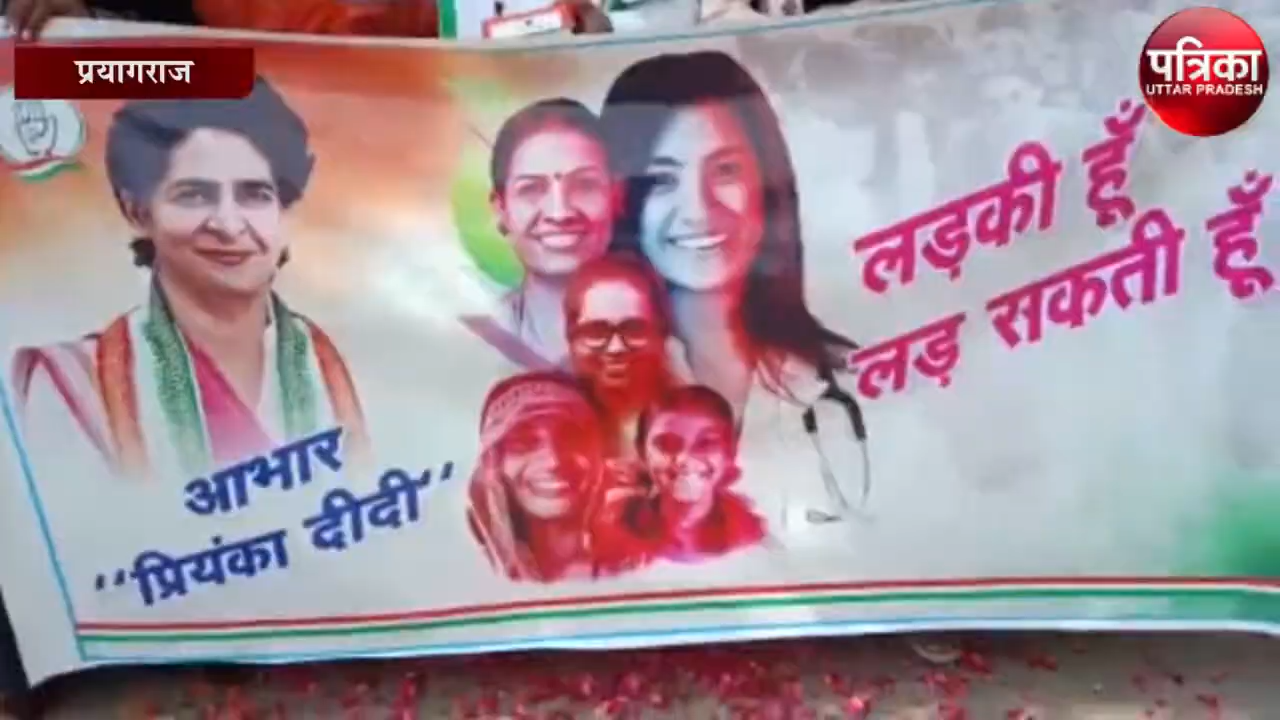 प्रयागराज
पत्रिका
UTTAR PRADESH
लड़की हूँ
लड़ सकती हूँ
आभार
‘‘प्रियंका दीदी‘‘